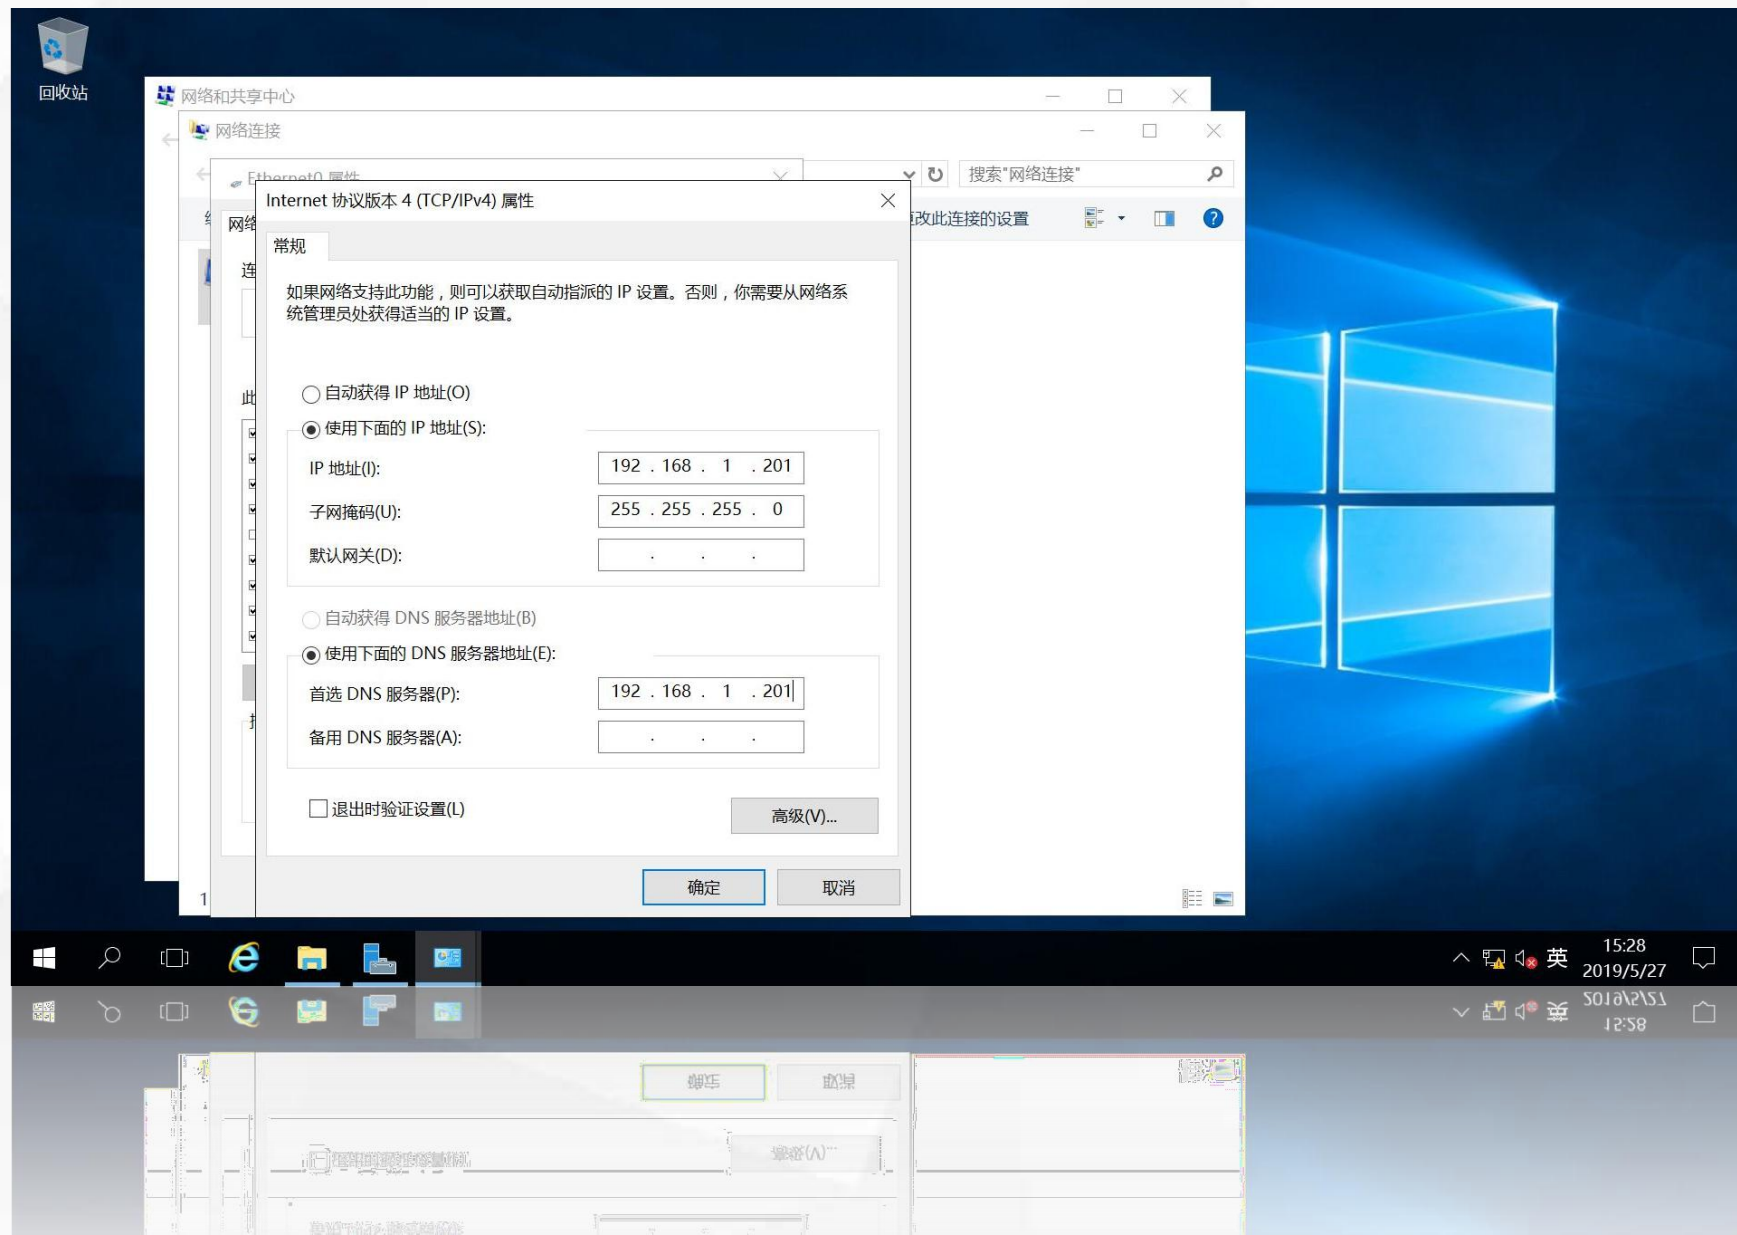 回收站
网络和共享中心
网络连接
Ethernet0 属性
搜索"网络连接"
改此连接的设置
网络
Internet 协议版本 4 (TCP/IPv4) 属性
常规
连
如果网络支持此功能，则可以获取自动指派的 IP 设置。否则，你需要从网络系
统管理员处获得适当的 IP 设置。
此
自动获得 IP 地址(O)
使用下面的 IP 地址(S):
IP 地址(I): 192 . 168 . 1 . 201
子网掩码(U): 255 . 255 . 255 . 0
默认网关(D): . . .
自动获得 DNS 服务器地址(B)
使用下面的 DNS 服务器地址(E):
首选 DNS 服务器(P): 192 . 168 . 1 . 201
备用 DNS 服务器(A): . . .
退出时验证设置(L)
高级(V)...
确定 取消
1
英
15:28
2019/5/27